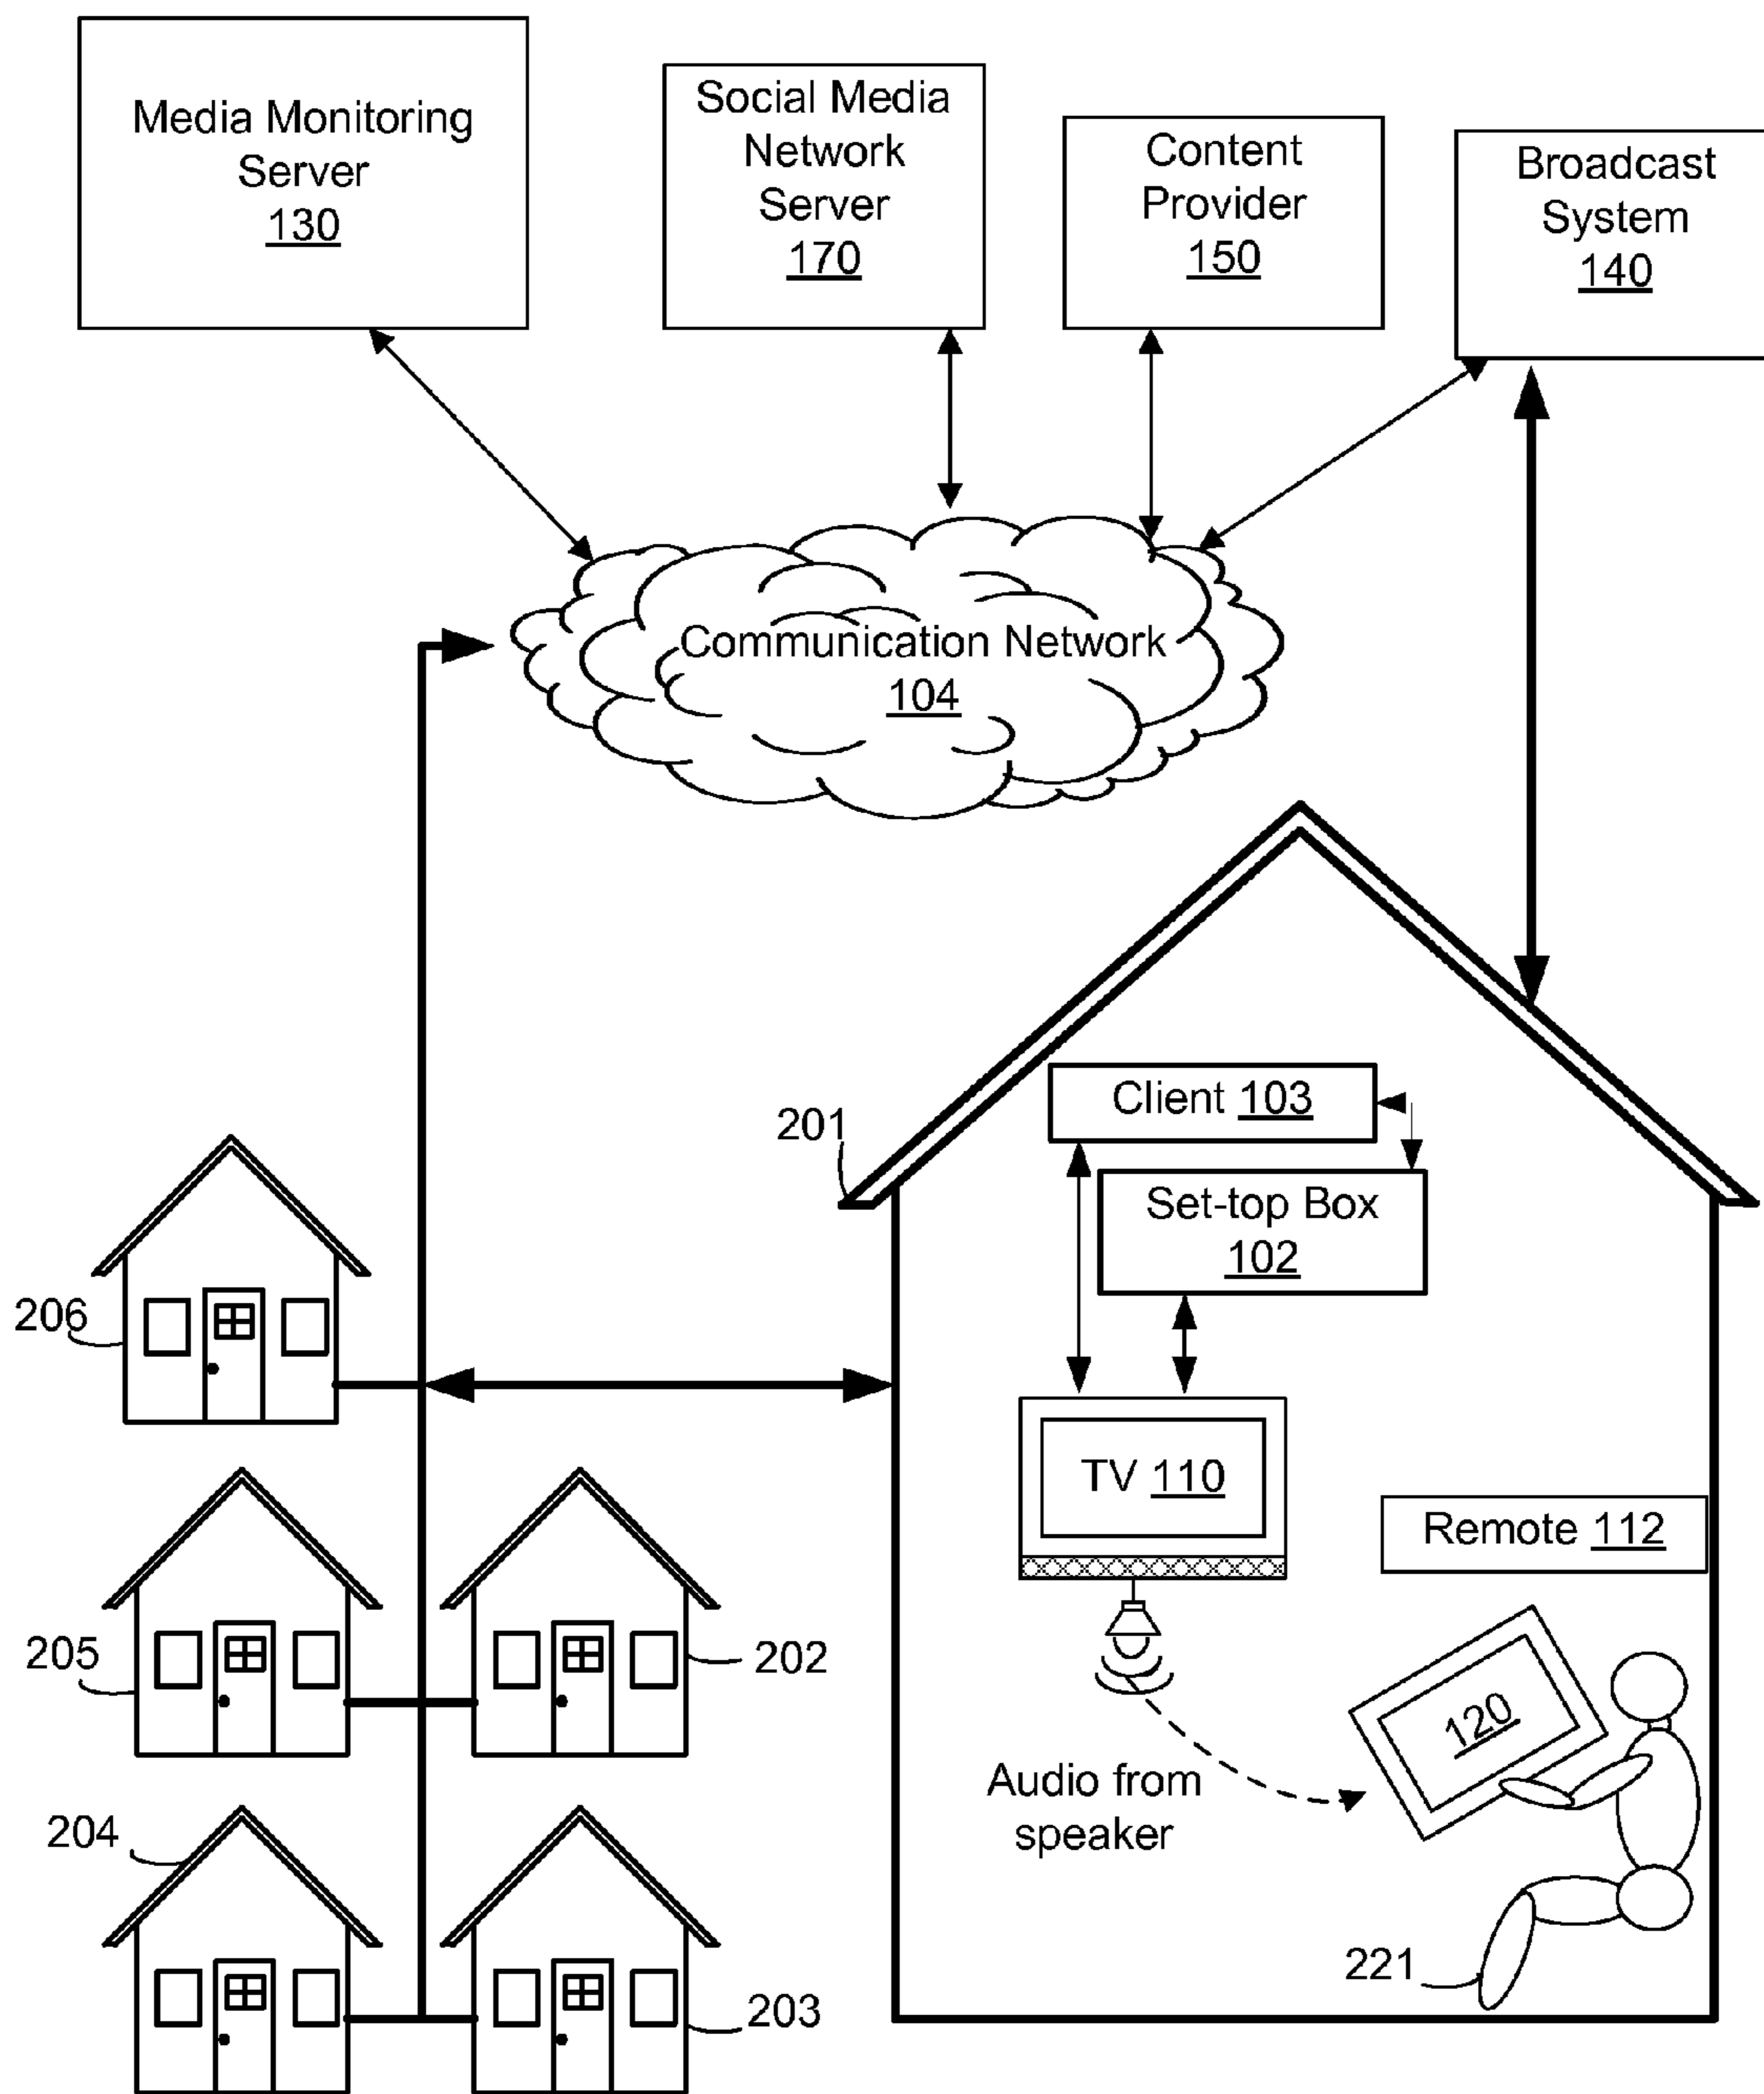 Media Monitoring
Server
130
Social Media
Network
Server
170
Content
Provider
150
Broadcast
System
140
Communication Network
104
201
Client 103
Set-top Box
102
206
TV 110
Remote 112
205
202
120
Audio from
speaker
204
221
203